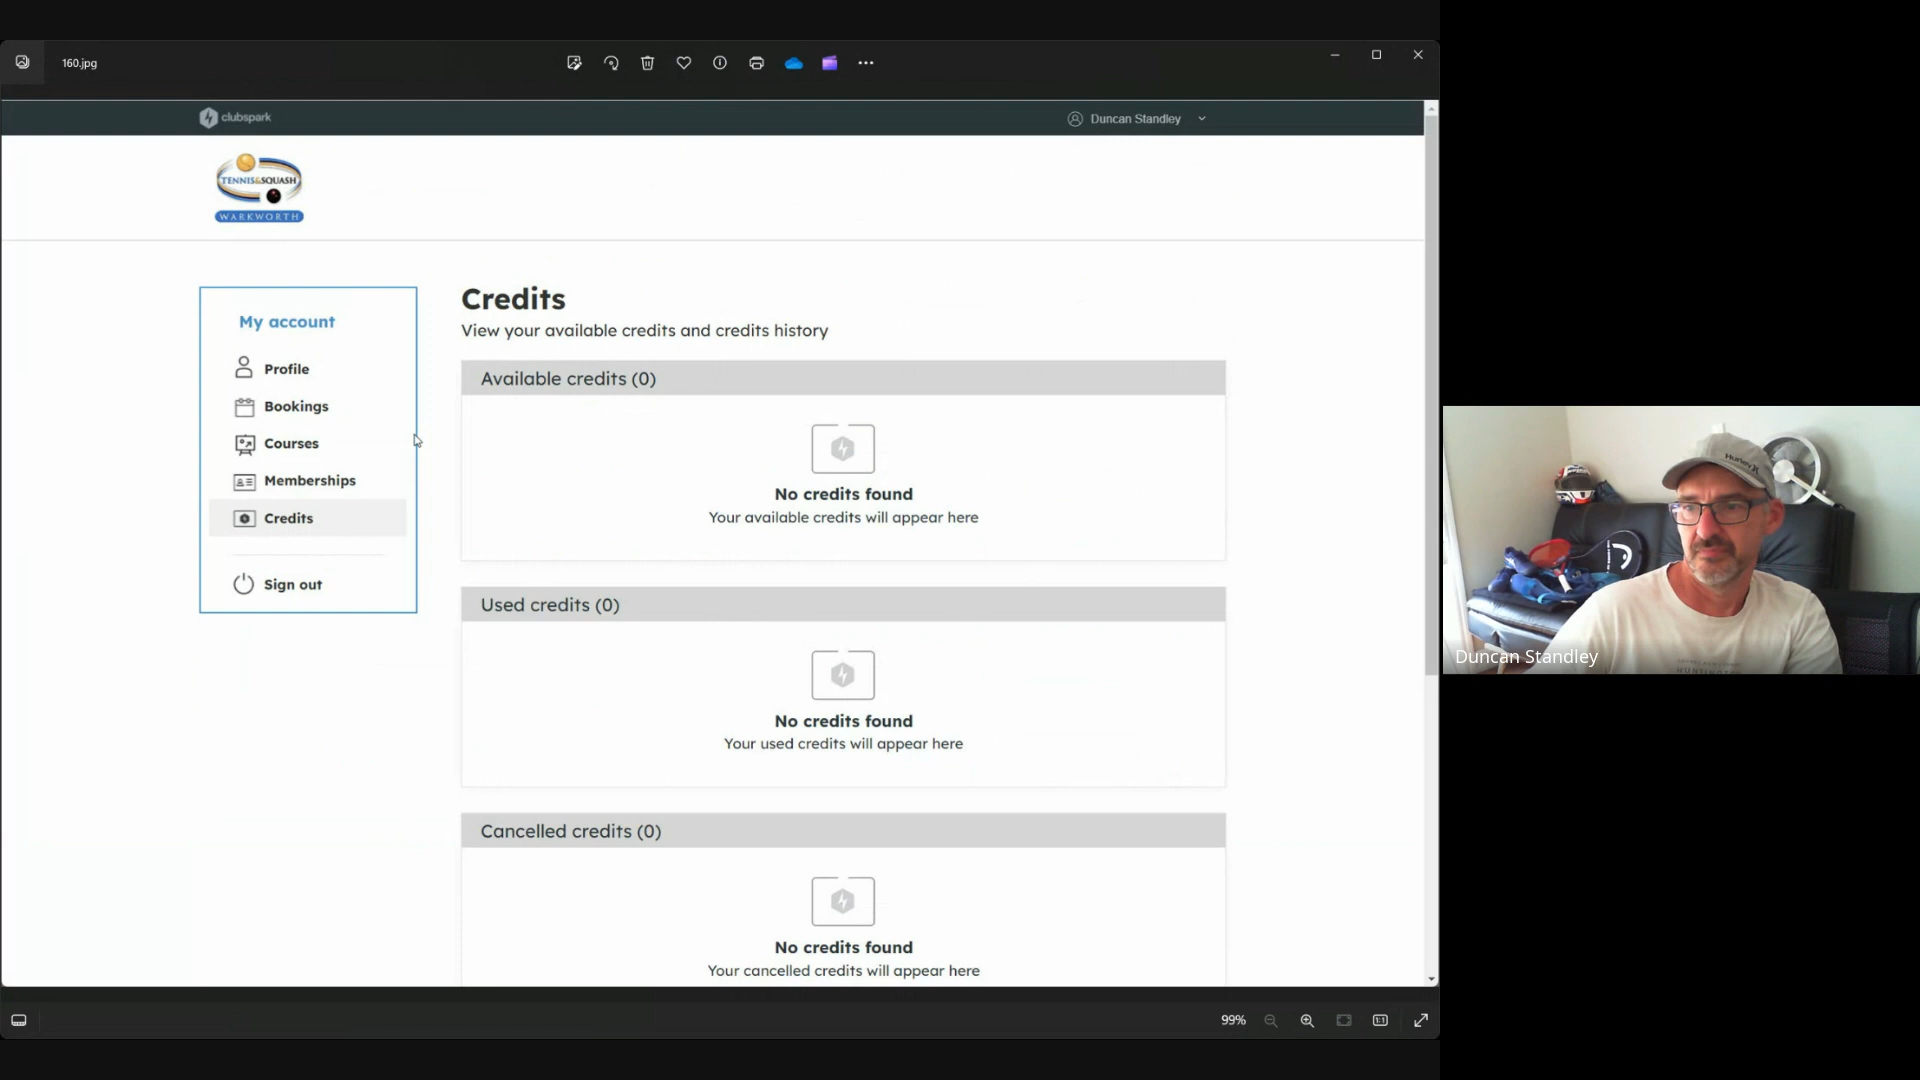 160.jpg
clubspark
Duncan Standley
TENNIS&SQUASH
WARKWORTH
My account
Profile
Bookings
Courses
Memberships
Credits
Sign out
Credits
View your available credits and credits history
Available credits (0)
No credits found
Your available credits will appear here
Used credits (0)
No credits found
Your used credits will appear here
Cancelled credits (0)
No credits found
Your cancelled credits will appear here
99%
Hurley
Duncan Standley